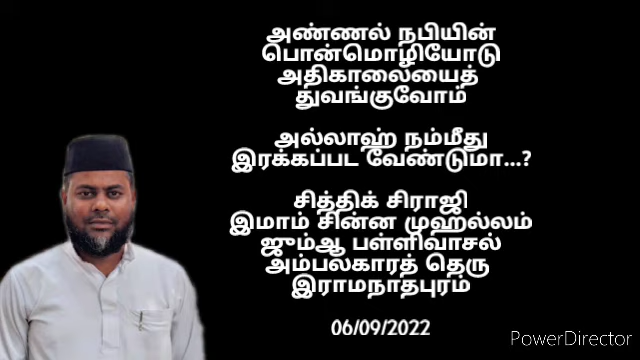 அண்ணல் நபியின்
பொன்மொழியோடு
அதிகாலையைத்
துவங்குவோம்
அல்லாஹ் நம்மீது
இரக்கப்பட வேண்டுமா...?
சித்திக் சிராஜி
இமாம் சின்ன முஹல்லம்
ஜும்ஆ பள்ளிவாசல்
அம்பலகாரத் தெரு
இராமநாதபுரம்
06/09/2022
PowerDirector